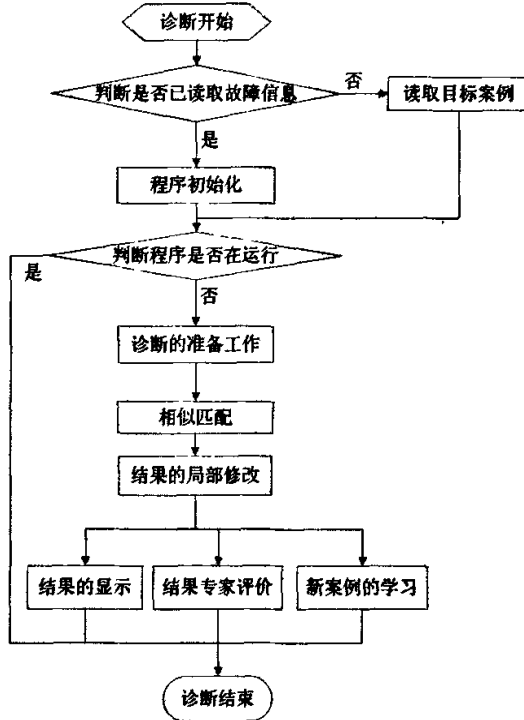 诊断开始
判断是否已读取故障信息
否
读取目标案例
是
程序初始化
判断程序是否在运行
是
否
诊断的准备工作
相似匹配
结果的局部修改
结果的显示
结果专家评价
新案例的学习
诊断结束